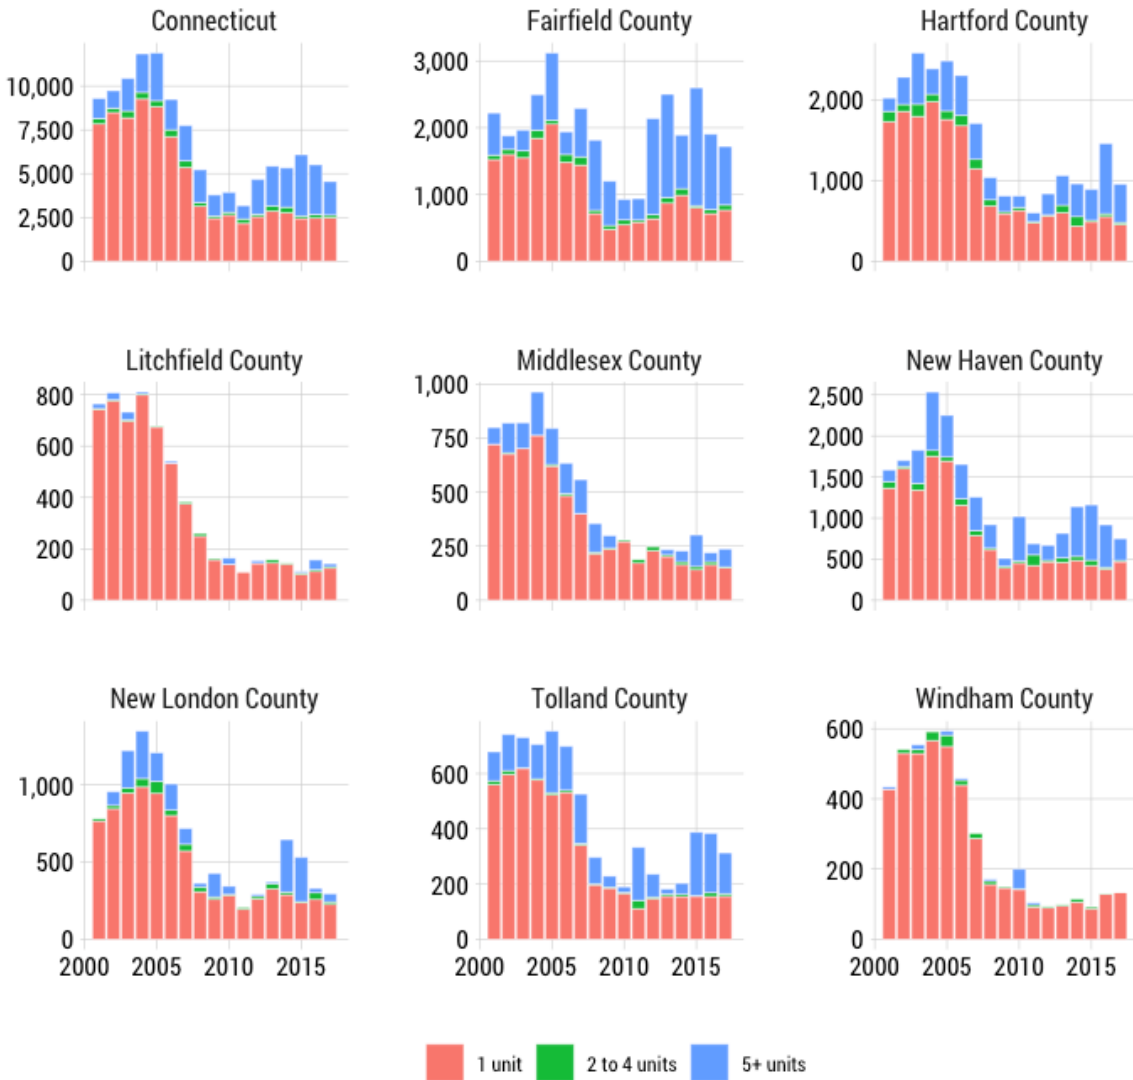 Connecticut Fairfield County Hartford County
10,000 3,000
7,500 2,000 2,000
5,000 1,000 1,000
2,500
0 0 0
Litchfield County Middlesex County New Haven County
800 1,000 2,500
600 750 2,000
400 500 1,500
200 250 1,000
0 0 500
0
New London County Tolland County Windham County
1,000 600 600
500 400 400
0 200 200
0 0
2000 2005 2010 2015 2000 2005 2010 2015 2000 2005 2010 2015
1 unit 2 to 4 units 5+ units